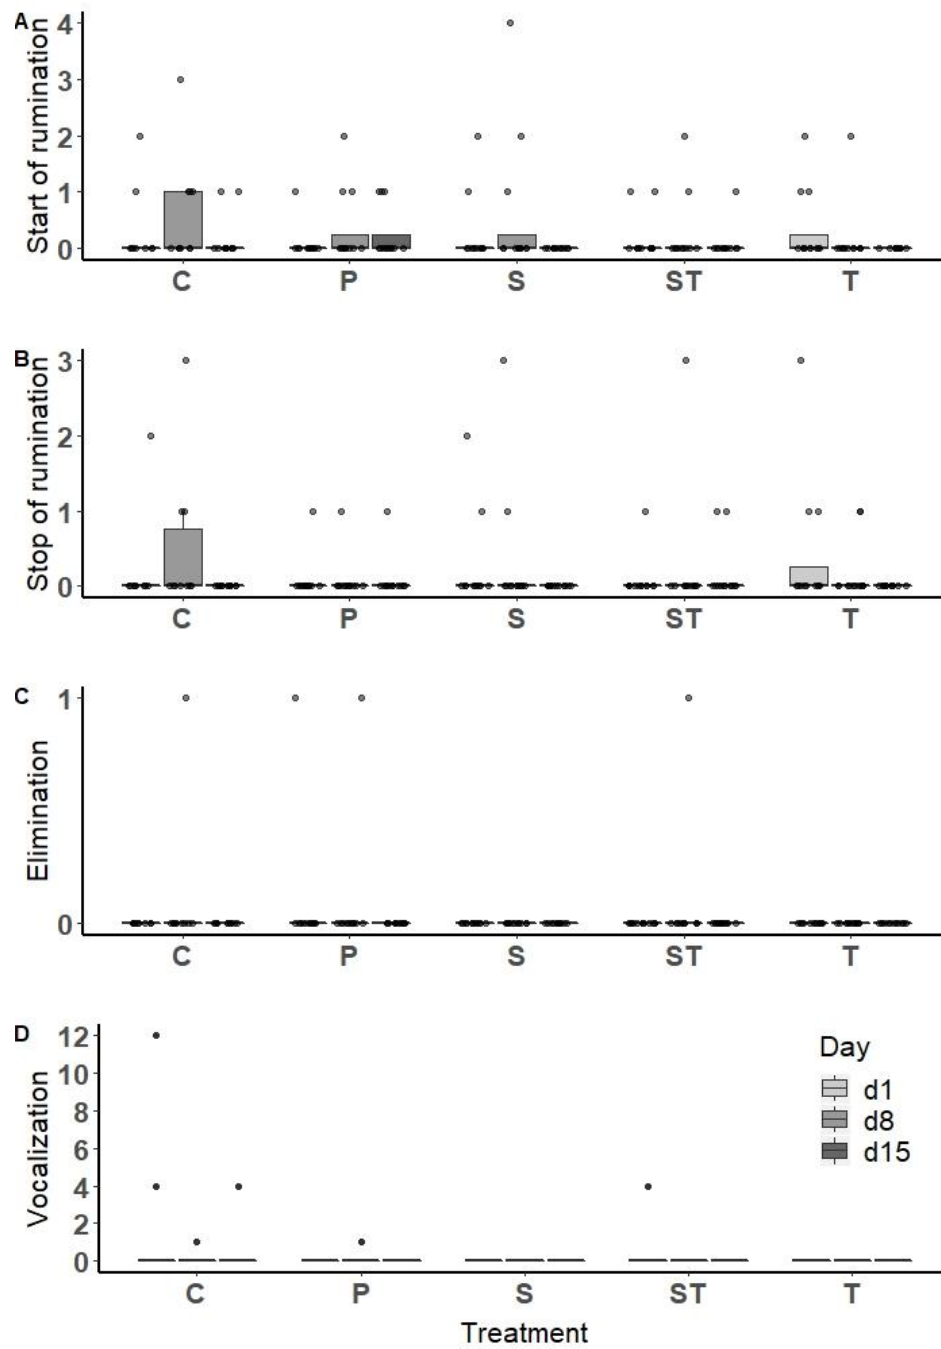 A
Start of rumination
4
3
2
1
0
C P S ST T
B
Stop of rumination
3
2
1
0
C P S ST T
C
Elimination
1
0
C P S ST T
D
Vocalization
12
10
8
6
4
2
0
Day
d1
d8
d15
C P S ST T
Treatment